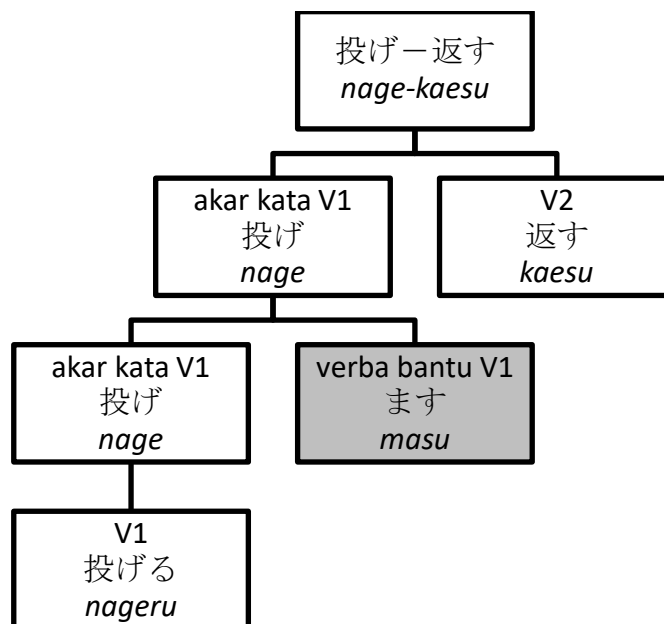 投げ－返す
nage-kaesu
akar kata V1
投げ
nage
V2
返す
kaesu
akar kata V1
投げ
nage
verba bantu V1
ます
masu
V1
投げる
nageru